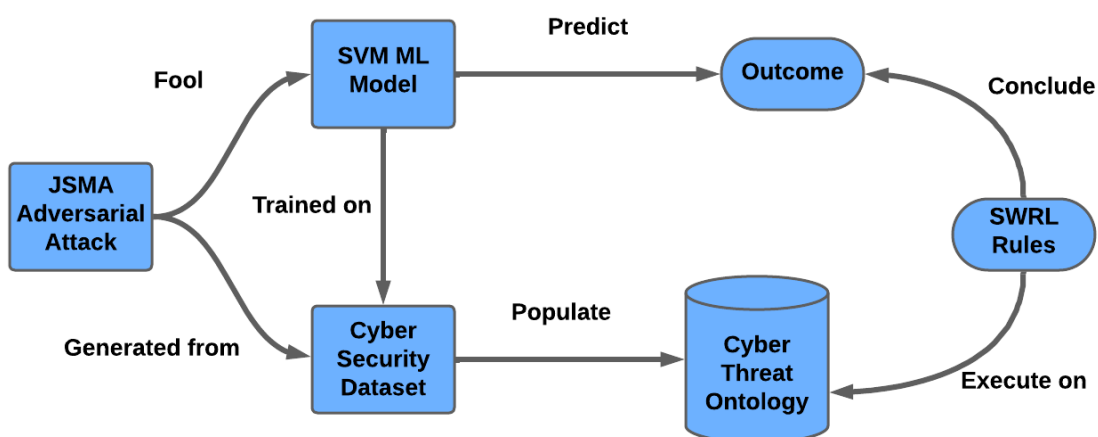 Predict
SVM ML
Model
Fool
Outcome
Conclude
JSMA
Adversarial
Attack
Trained on
SWRL
Rules
Generated from
Cyber
Security
Dataset
Populate
Cyber
Threat
Ontology
Execute on